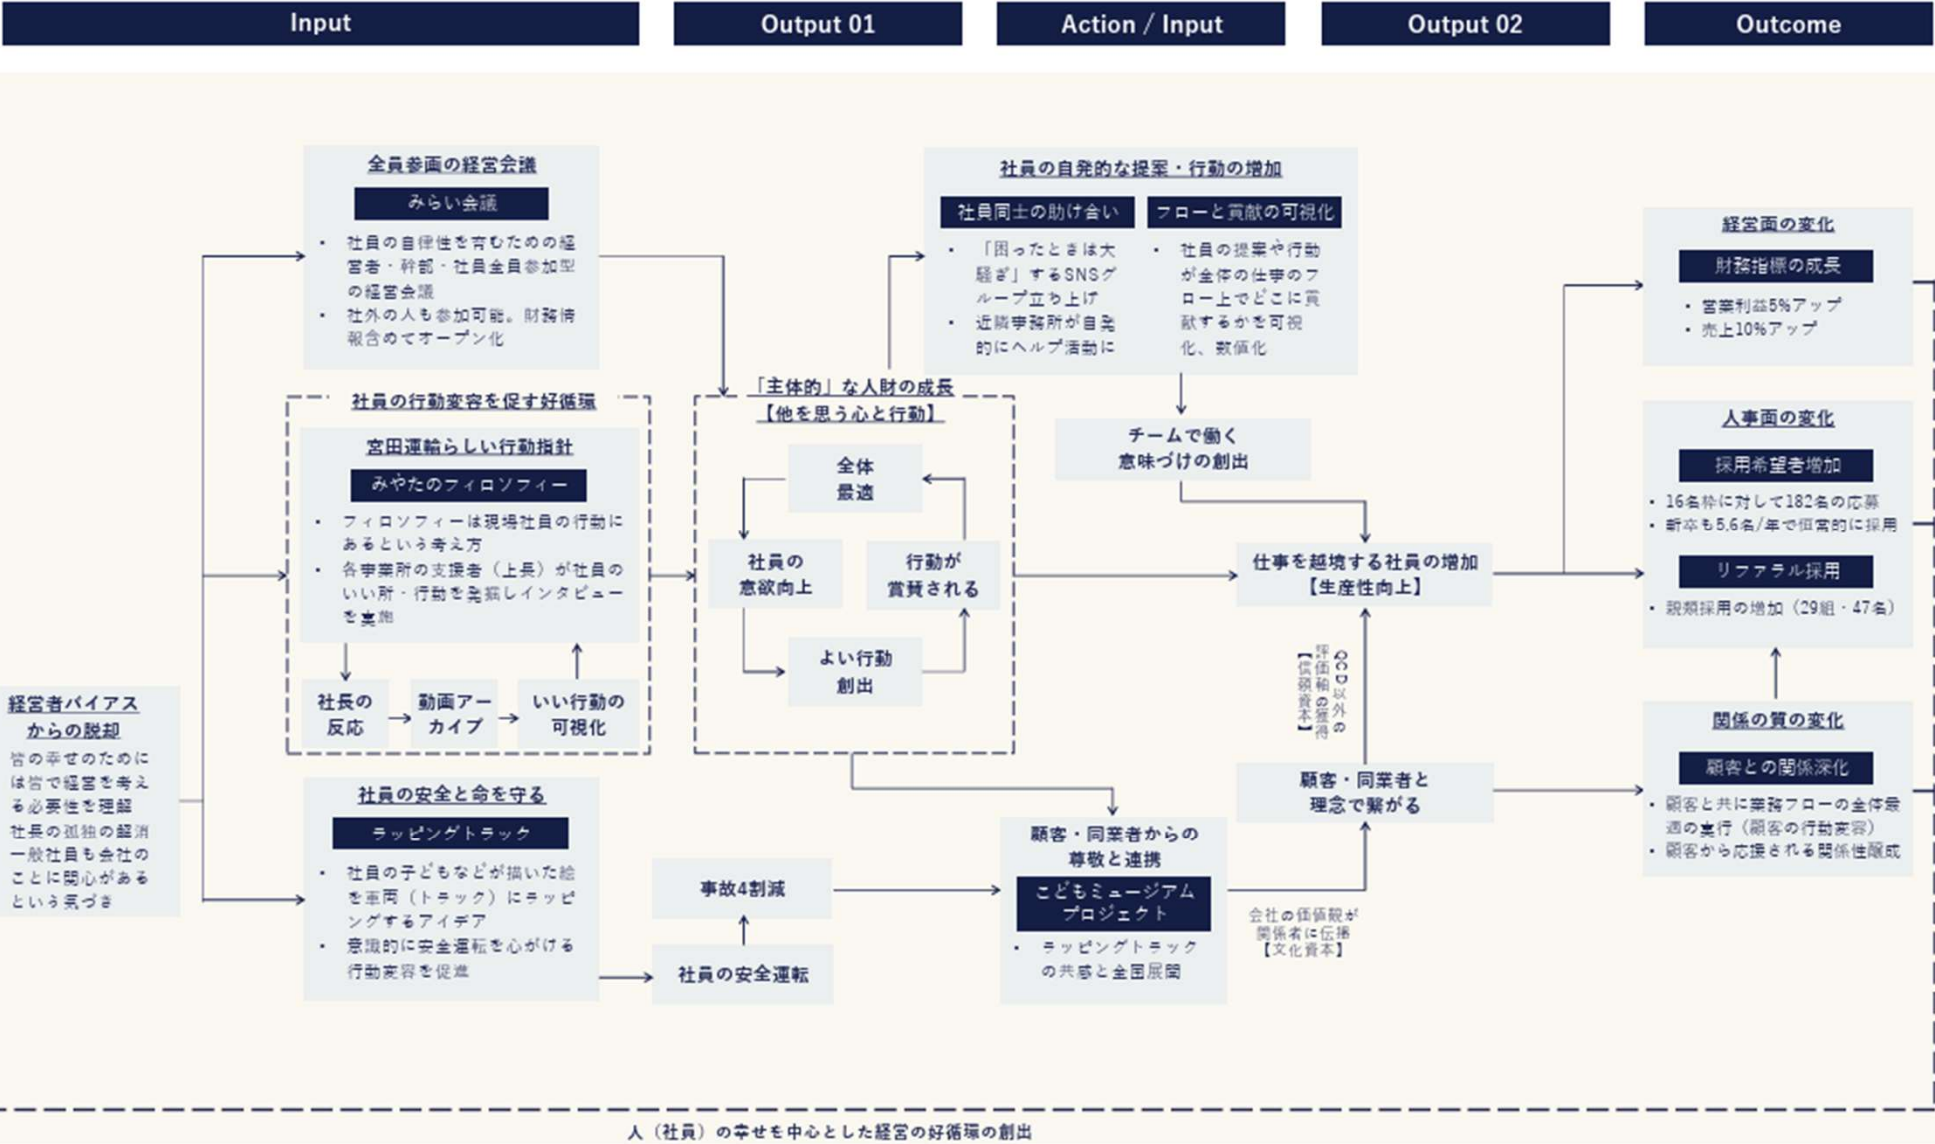 Input
Output 01
Action / Input
Output 02
Outcome
経営者バイアス
からの脱却
皆の幸せのために
は皆で経営を考え
る必要性を理解
社長の孤独の解消
一般社員も会社の
ことに関心がある
という気づき
全員参画の経営会議
みらい会議
・ 社員の自律性を育むための経
営者・幹部・社員全員参加型
の経営会議
・ 社外の人も参加可能。財務情
報含めてオープン化
社員の行動変容を促す好循環
宮田運輸らしい行動指針
みやたのフィロソフィー
・ フィロソフィーは現場社員の行動に
あるという考え方
・ 各事業所の支援者（上長）が社員の
いい所・行動を発掘しインタビュー
を実施
社長の
反応
動画アー
カイブ
いい行動の
可視化
社員の安全と命を守る
ラッピングトラック
・ 社員の子どもなどが描いた絵
を車両（トラック）にラッピ
ングするアイデア
・ 意識的に安全運転を心がける
行動変容を促進
「主体的」な人財の成長
【他を思う心と行動】
全体
最適
社員の
意欲向上
行動が
賞賛される
よい行動
創出
事故4割減
社員の安全運転
社員の自発的な提案・行動の増加
社員同士の助け合い
・ 「困ったときは大
騒ぎ」するSNSグ
ループ立ち上げ
・ 近隣事務所が自発
的にヘルプ活動に
フローと貢献の可視化
・ 社員の提案や行動
が全体の仕事のフ
ロー上でどこに貢
献するかを可視
化、数値化
チームで働く
意味づけの創出
顧客・同業者からの
尊敬と連携
こどもミュージアム
プロジェクト
・ ラッピングトラック
の共感と全国展開
仕事を越境する社員の増加
【生産性向上】
QCD以外の
評価軸の獲得
【信頼資本】
顧客・同業者と
理念で繋がる
会社の価値観が
関係者に伝播
【文化資本】
経営面の変化
財務指標の成長
・ 営業利益5%アップ
・ 売上10%アップ
人事面の変化
採用希望者増加
・ 16名枠に対して182名の応募
・ 新卒も5,6名/年で恒常的に採用
リファラル採用
・ 親類採用の増加（29組・47名）
関係の質の変化
顧客との関係深化
・ 顧客と共に業務フローの全体最
適の実行（顧客の行動変容）
・ 顧客から応援される関係性醸成
人（社員）の幸せを中心とした経営の好循環の創出